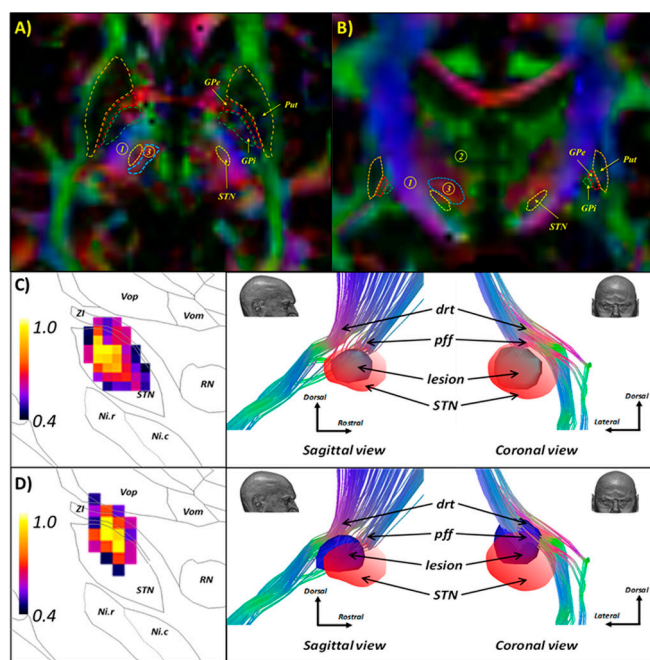 A)
GPe
Put
1
3
GPi
STN
B)
2
GPe
Put
1
3
GPi
STN
C)
Vop
ZI
Vom
1.0
RN
STN
0.4
Ni.r
Ni.c
drt
pff
lesion
STN
Dorsal
Rostral
Dorsal
Lateral
Sagittal view
Coronal view
D)
Vop
ZI
Vom
1.0
RN
STN
0.4
Ni.r
Ni.c
drt
pff
lesion
STN
Dorsal
Rostral
Dorsal
Lateral
Sagittal view
Coronal view